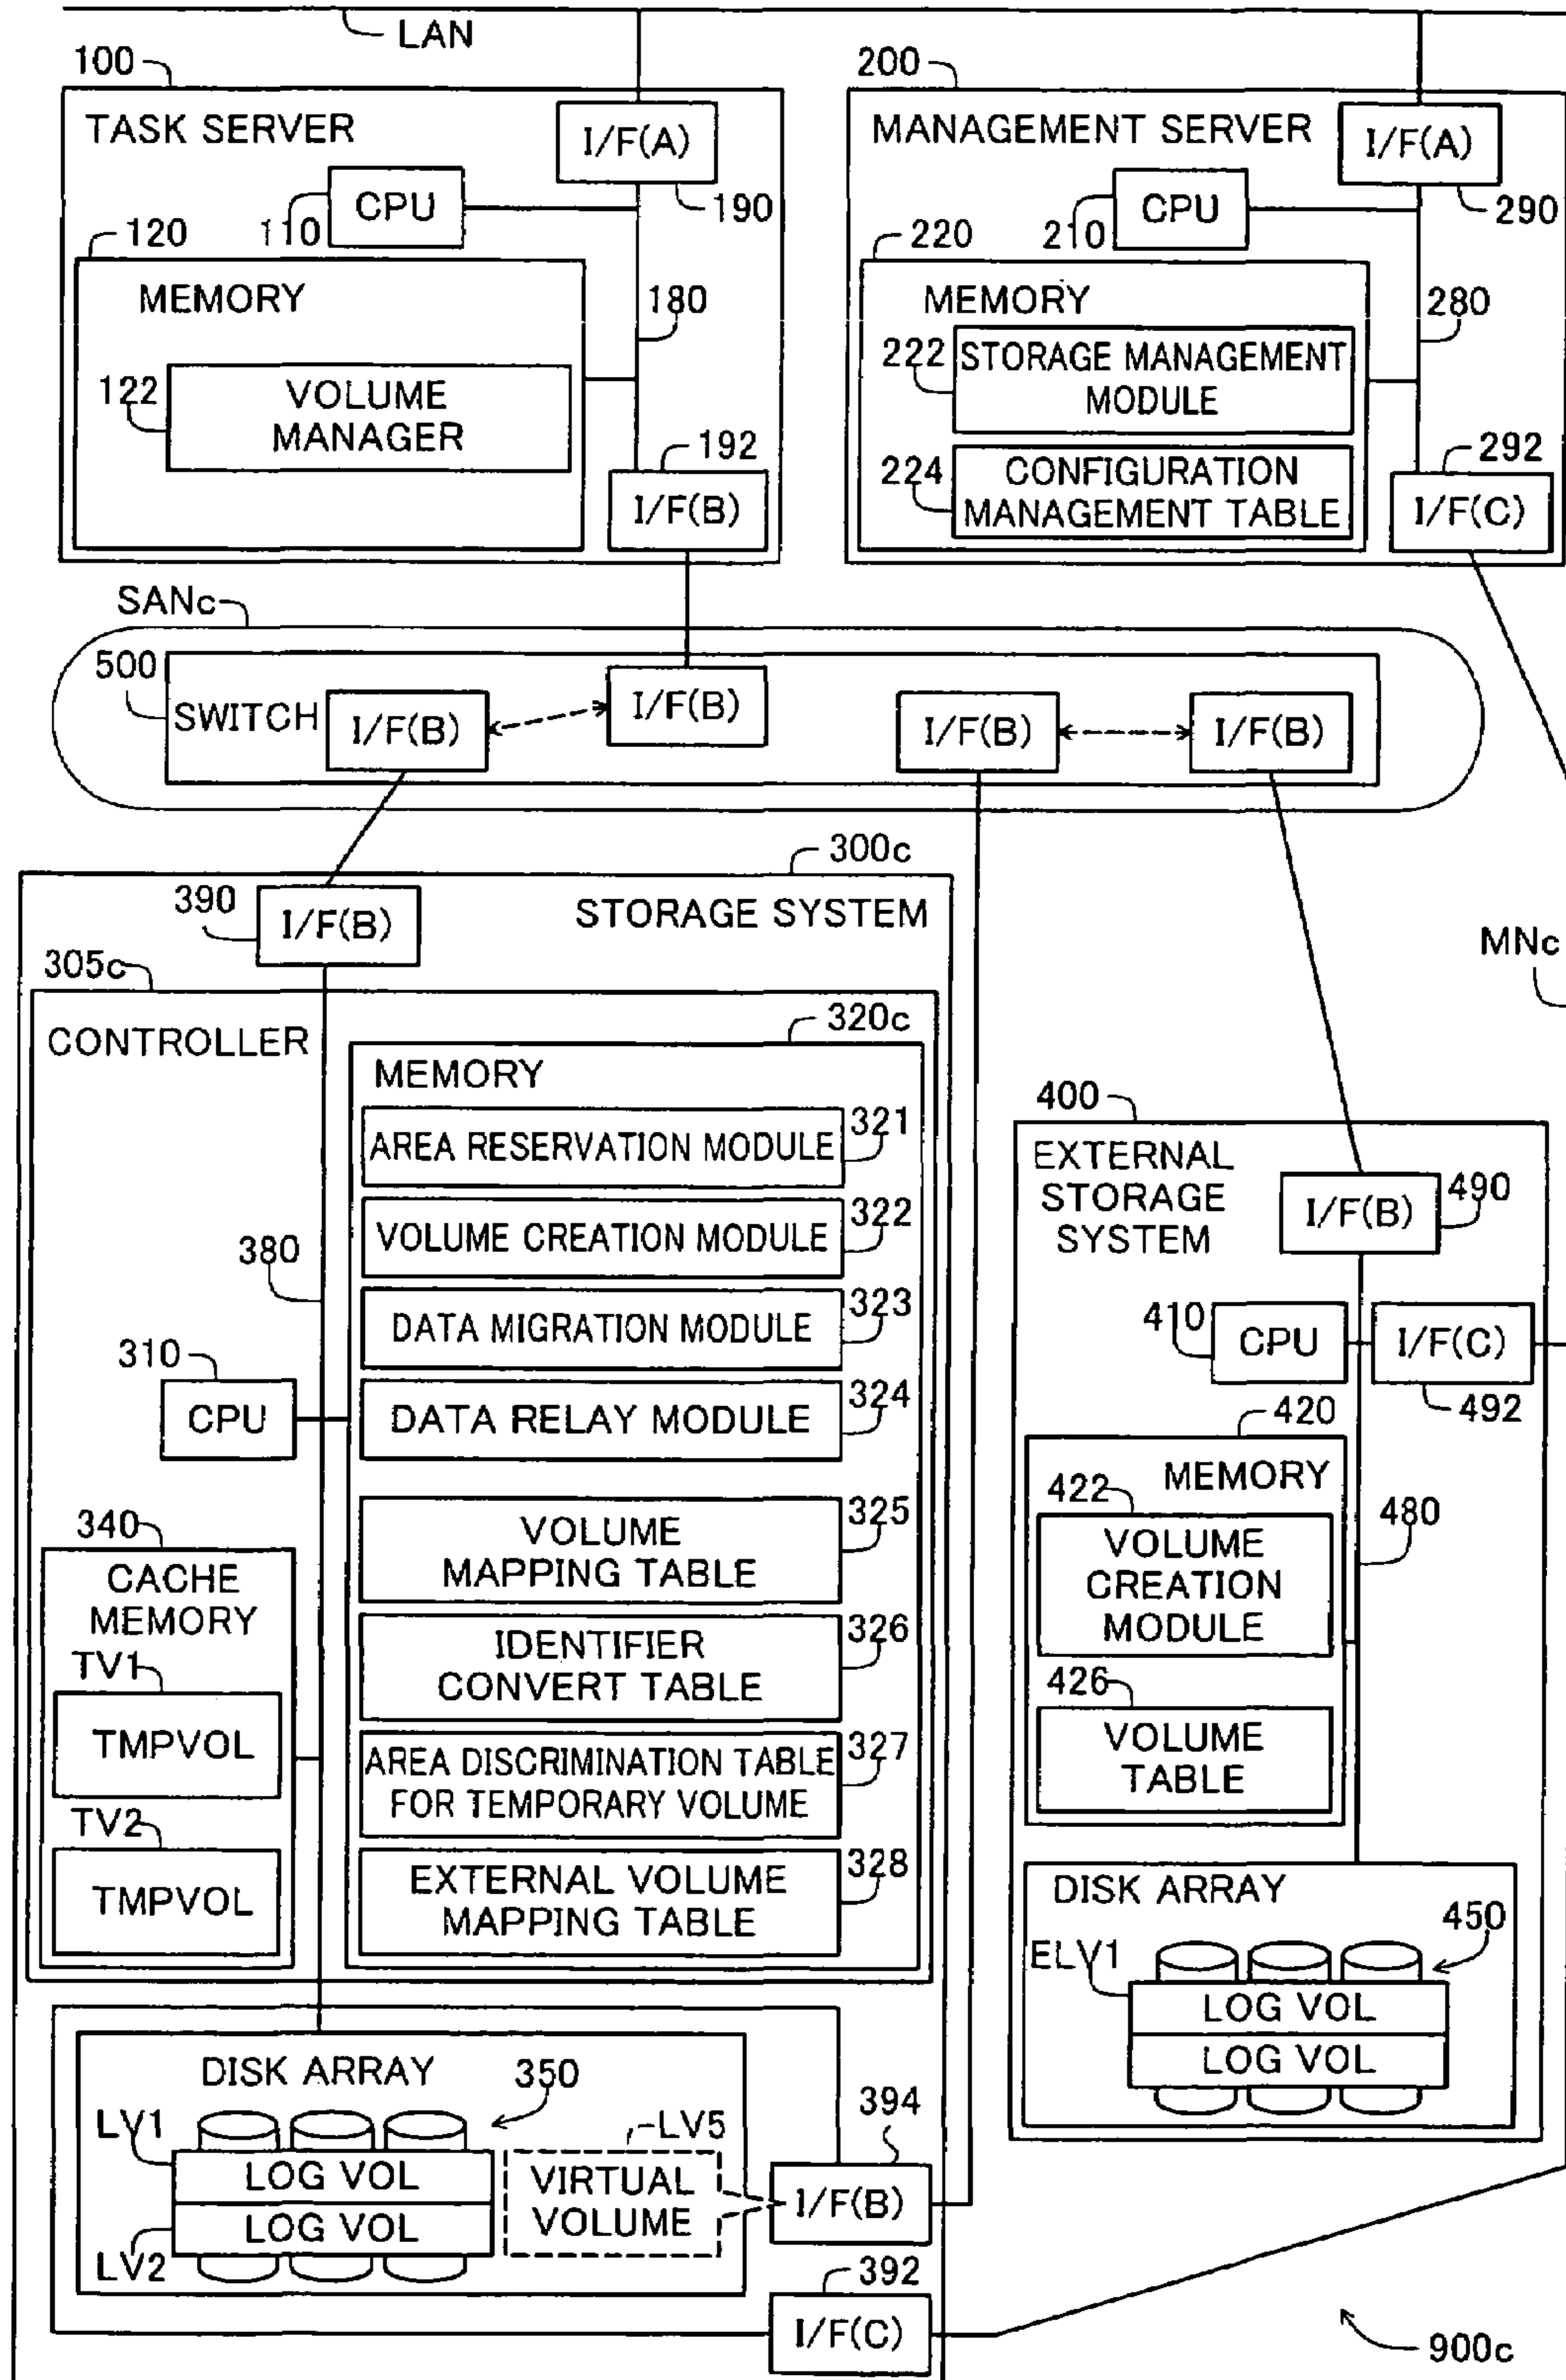 LAN
100
TASK SERVER
I/F(A)
190
CPU
110
120
MEMORY
180
122
VOLUME
MANAGER
192
I/F(B)
200
MANAGEMENT SERVER
I/F(A)
290
CPU
210
220
MEMORY
280
222
STORAGE MANAGEMENT
MODULE
224
CONFIGURATION
MANAGEMENT TABLE
292
I/F(C)
SANc
500
SWITCH
I/F(B)
I/F(B)
I/F(B)
I/F(B)
300c
390
I/F(B)
STORAGE SYSTEM
MNc
305c
CONTROLLER
320c
MEMORY
AREA RESERVATION MODULE
321
VOLUME CREATION MODULE
322
380
DATA MIGRATION MODULE
323
310
CPU
DATA RELAY MODULE
324
VOLUME
MAPPING TABLE
325
340
CACHE
MEMORY
IDENTIFIER
CONVERT TABLE
326
TV1
TMPVOL
AREA DISCRIMINATION TABLE
FOR TEMPORARY VOLUME
327
TV2
TMPVOL
EXTERNAL VOLUME
MAPPING TABLE
328
400
EXTERNAL
STORAGE
SYSTEM
I/F(B)
490
410
CPU
I/F(C)
492
420
MEMORY
422
VOLUME
CREATION
MODULE
480
426
VOLUME
TABLE
DISK ARRAY
450
ELV1
LOG VOL
LOG VOL
DISK ARRAY
350
LV1
LOG VOL
LOG VOL
LV2
LV5
VIRTUAL
VOLUME
394
I/F(B)
392
I/F(C)
900c